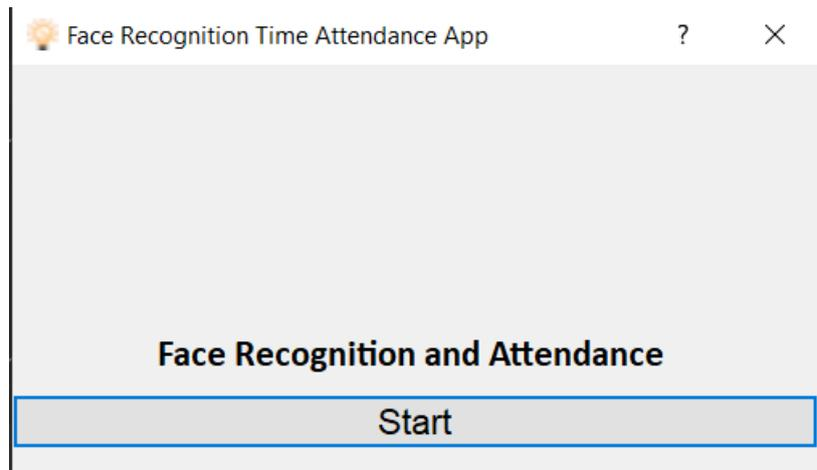 Face Recognition Time Attendance App ?
Face Recognition and Attendance
Start